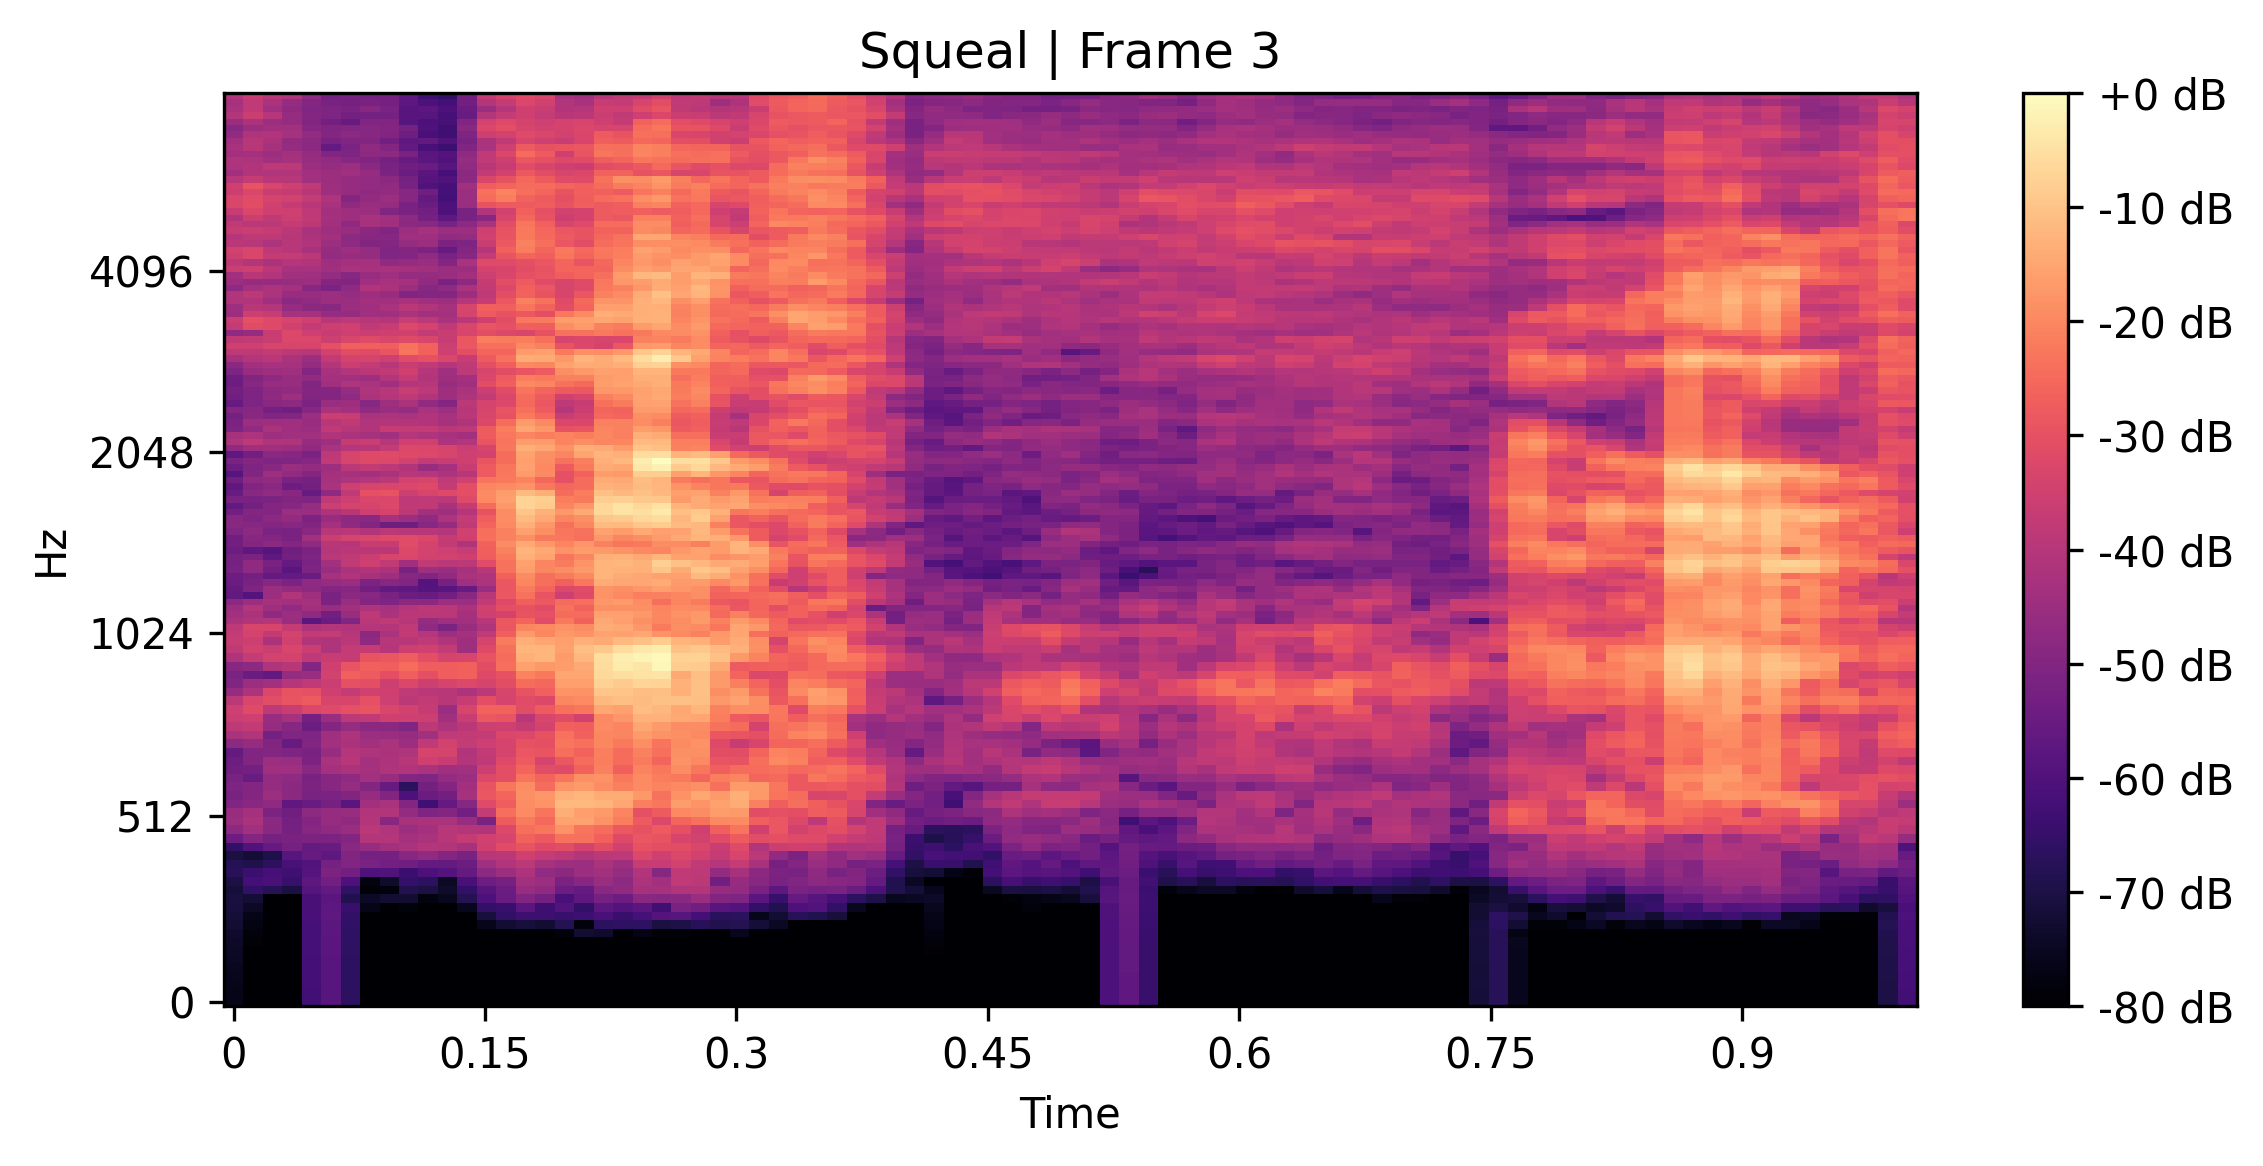 Squeal | Frame 3
+0 dB
-10 dB
-20 dB
-30 dB
-40 dB
-50 dB
-60 dB
-70 dB
-80 dB
4096
2048
1024
512
0
Hz
0 0.15 0.3 0.45 0.6 0.75 0.9
Time